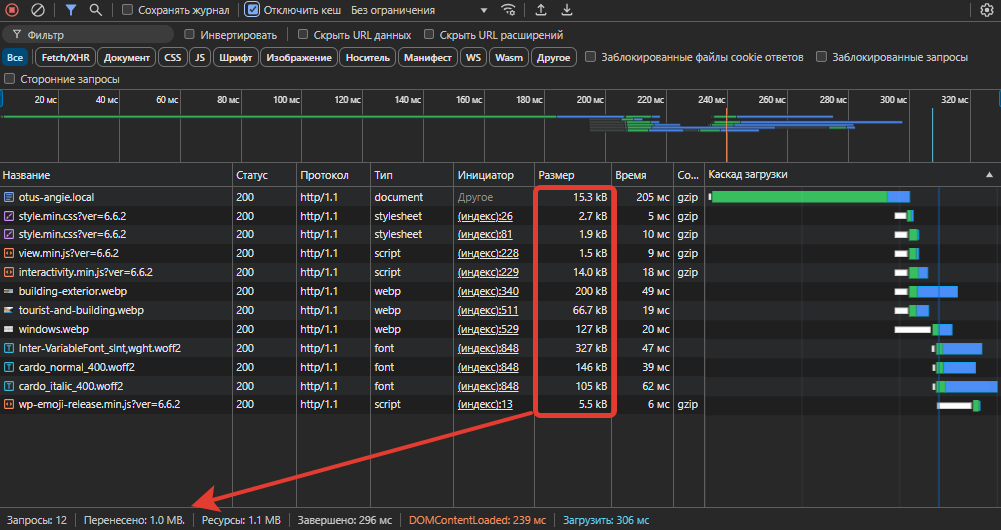 Сохранять журнал Отключить кеш Без ограничения
Фильтр Инвертировать Скрыть URL данных Скрыть URL расширений
Все Fetch/XHR Документ CSS JS Шрифт Изображение Носитель Манифест WS Wasm Другое Заблокированные файлы cookie ответов Заблокированные запросы
Сторонние запросы
20 мс 40 мс 60 мс 80 мс 100 мс 120 мс 140 мс 160 мс 180 мс 200 мс 220 мс 240 мс 260 мс 280 мс 300 мс 320 мс
Название Статус Протокол Тип Инициатор Размер Время Со... Каскад загрузки
otus-angie.local 200 http/1.1 document Другое 15.3 kB 205 мс gzip
style.min.css?ver=6.6.2 200 http/1.1 stylesheet (индекс):26 2.7 kB 5 мс gzip
style.min.css?ver=6.6.2 200 http/1.1 stylesheet (индекс):81 1.9 kB 10 мс gzip
view.min.js?ver=6.6.2 200 http/1.1 script (индекс):228 1.5 kB 9 мс gzip
interactivity.min.js?ver=6.6.2 200 http/1.1 script (индекс):229 14.0 kB 18 мс gzip
building-exterior.webp 200 http/1.1 webp (индекс):340 200 kB 49 мс
tourist-and-building.webp 200 http/1.1 webp (индекс):511 66.7 kB 19 мс
windows.webp 200 http/1.1 webp (индекс):529 127 kB 20 мс
Inter-VariableFont_slnt,wght.woff2 200 http/1.1 font (индекс):848 327 kB 47 мс
cardo_normal_400.woff2 200 http/1.1 font (индекс):848 146 kB 39 мс
cardo_italic_400.woff2 200 http/1.1 font (индекс):848 105 kB 62 мс
wp-emoji-release.min.js?ver=6.6.2 200 http/1.1 script (индекс):13 5.5 kB 6 мс gzip
Запросы: 12 Перенесено: 1.0 MB. Ресурсы: 1.1 MB Завершено: 296 мс DOMContentLoaded: 239 мс Загрузить: 306 мс